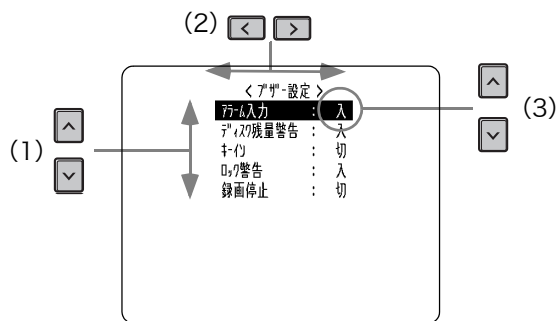 (2)
< ﾌﾞｻﾞｰ設定 >
ｱﾗｰﾑ入力 : 入
ﾃﾞｨｽｸ残量警告 : 入
ｷｰｲﾝ : 切
ﾛｯｸ警告 : 入
録画停止 : 切
(1)
(3)